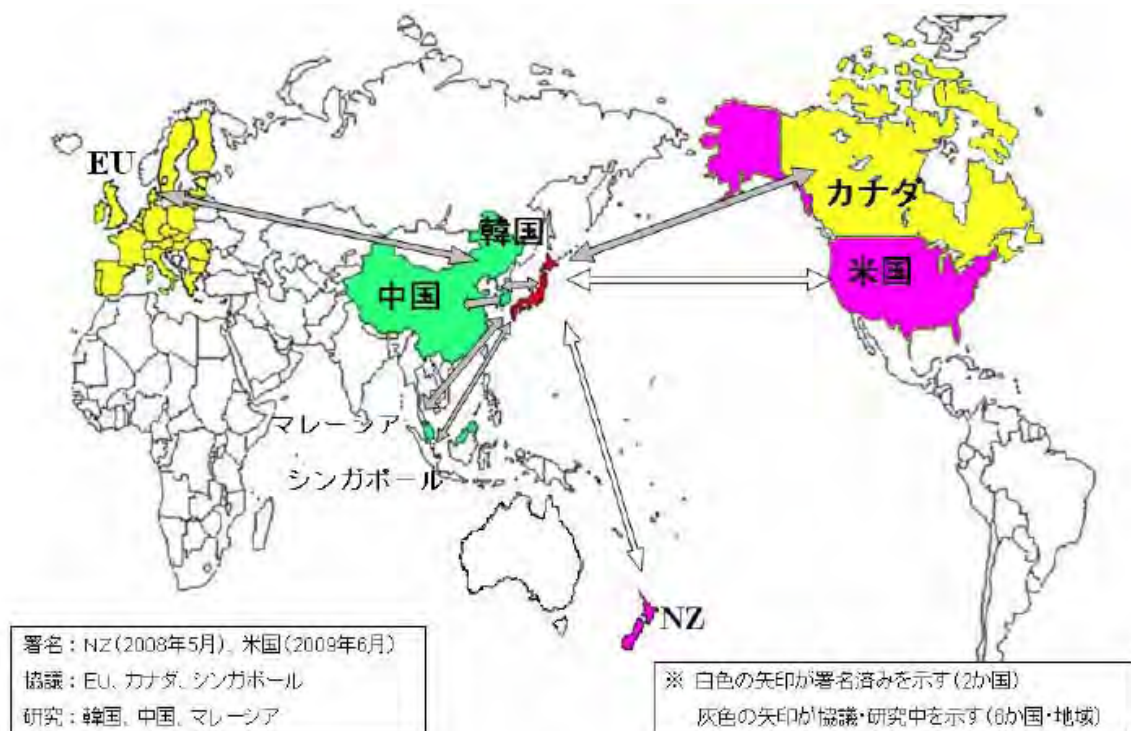 EU
カナダ
韓国
米国
中国
マレーシア
シンガポール
NZ
署名：NZ(2008年5月)、米国(2009年6月)
協議：EU、カナダ、シンガポール
研究：韓国、中国、マレーシア
※ 白色の矢印が署名済みを示す(2か国)
灰色の矢印が協議・研究中を示す(6か国・地域)